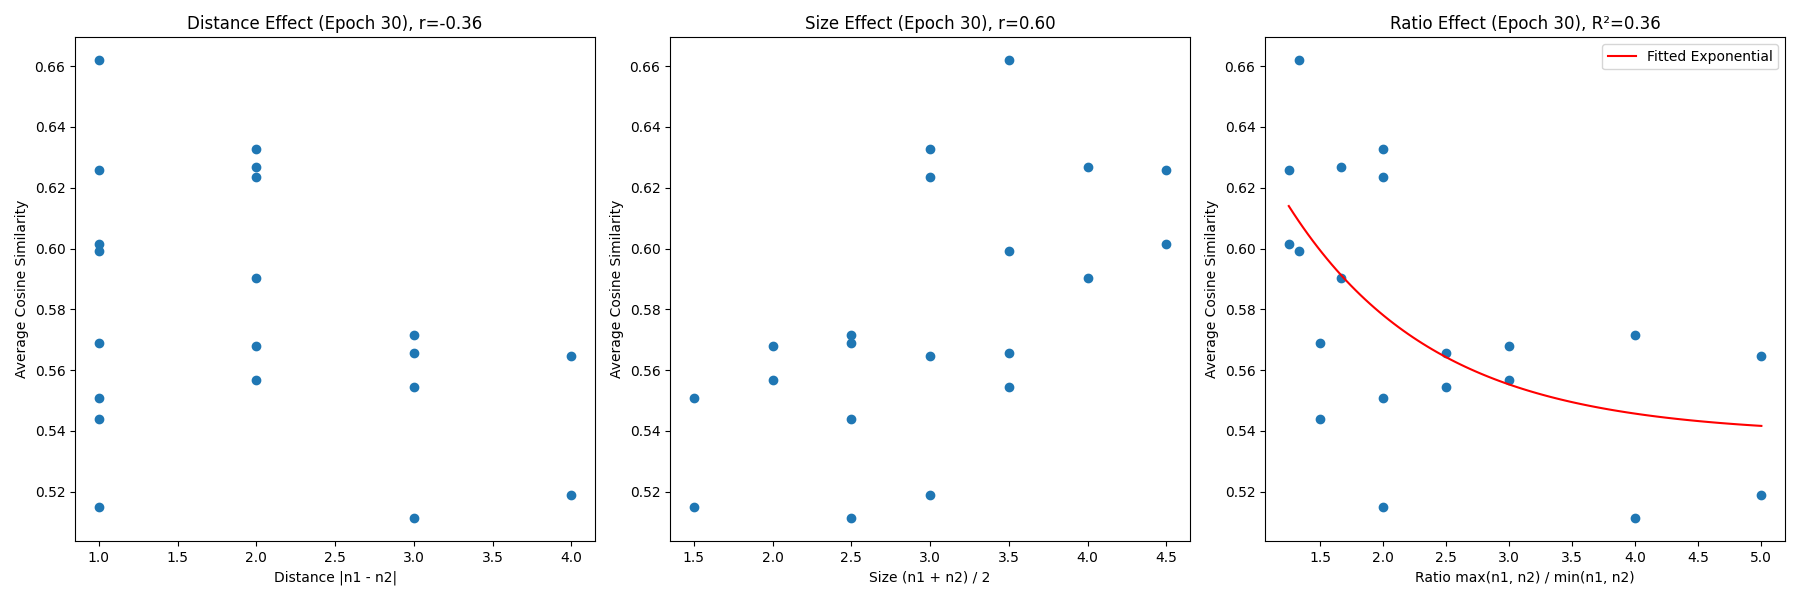 Distance Effect (Epoch 30), r=-0.36
0.66
0.64
0.62
0.60
0.58
0.56
0.54
0.52
Average Cosine Similarity
1.0 1.5 2.0 2.5 3.0 3.5 4.0
Distance |n1 - n2|
Size Effect (Epoch 30), r=0.60
0.66
0.64
0.62
0.60
0.58
0.56
0.54
0.52
Average Cosine Similarity
1.5 2.0 2.5 3.0 3.5 4.0 4.5
Size (n1 + n2) / 2
Ratio Effect (Epoch 30), R²=0.36
Fitted Exponential
0.66
0.64
0.62
0.60
0.58
0.56
0.54
0.52
Average Cosine Similarity
1.5 2.0 2.5 3.0 3.5 4.0 4.5 5.0
Ratio max(n1, n2) / min(n1, n2)